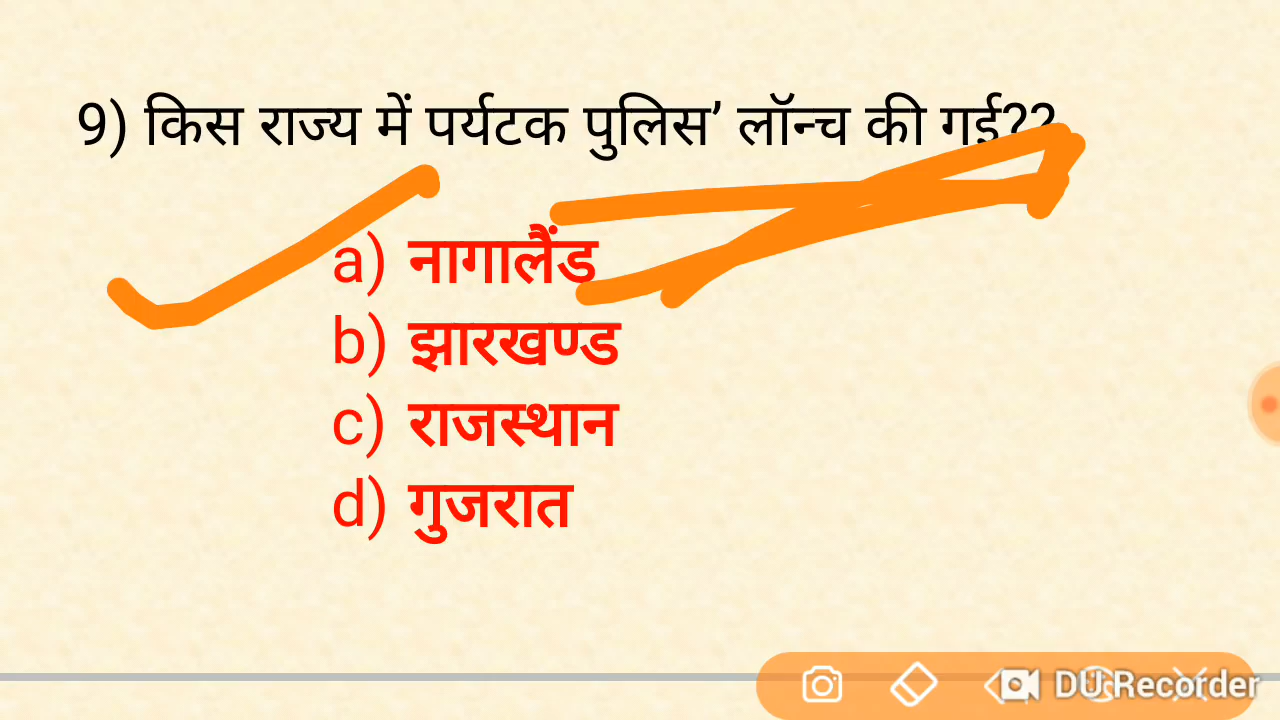 9) किस राज्य में पर्यटक पुलिस’ लॉन्च की गई??
a) नागालैंड
b) झारखण्ड
c) राजस्थान
d) गुजरात
DU Recorder